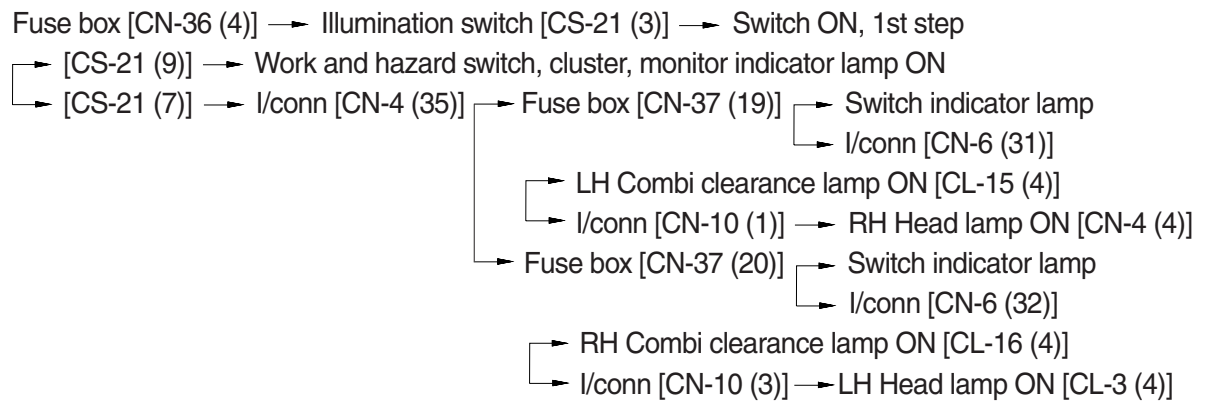 Fuse box [CN-36 (4)] → Illumination switch [CS-21 (3)] → Switch ON, 1st step
[CS-21 (9)] → Work and hazard switch, cluster, monitor indicator lamp ON
[CS-21 (7)] → I/conn [CN-4 (35)] → Fuse box [CN-37 (19)] → Switch indicator lamp
I/conn [CN-6 (31)]
LH Combi clearance lamp ON [CL-15 (4)]
I/conn [CN-10 (1)] → RH Head lamp ON [CN-4 (4)]
Fuse box [CN-37 (20)] → Switch indicator lamp
I/conn [CN-6 (32)]
RH Combi clearance lamp ON [CL-16 (4)]
I/conn [CN-10 (3)] → LH Head lamp ON [CL-3 (4)]